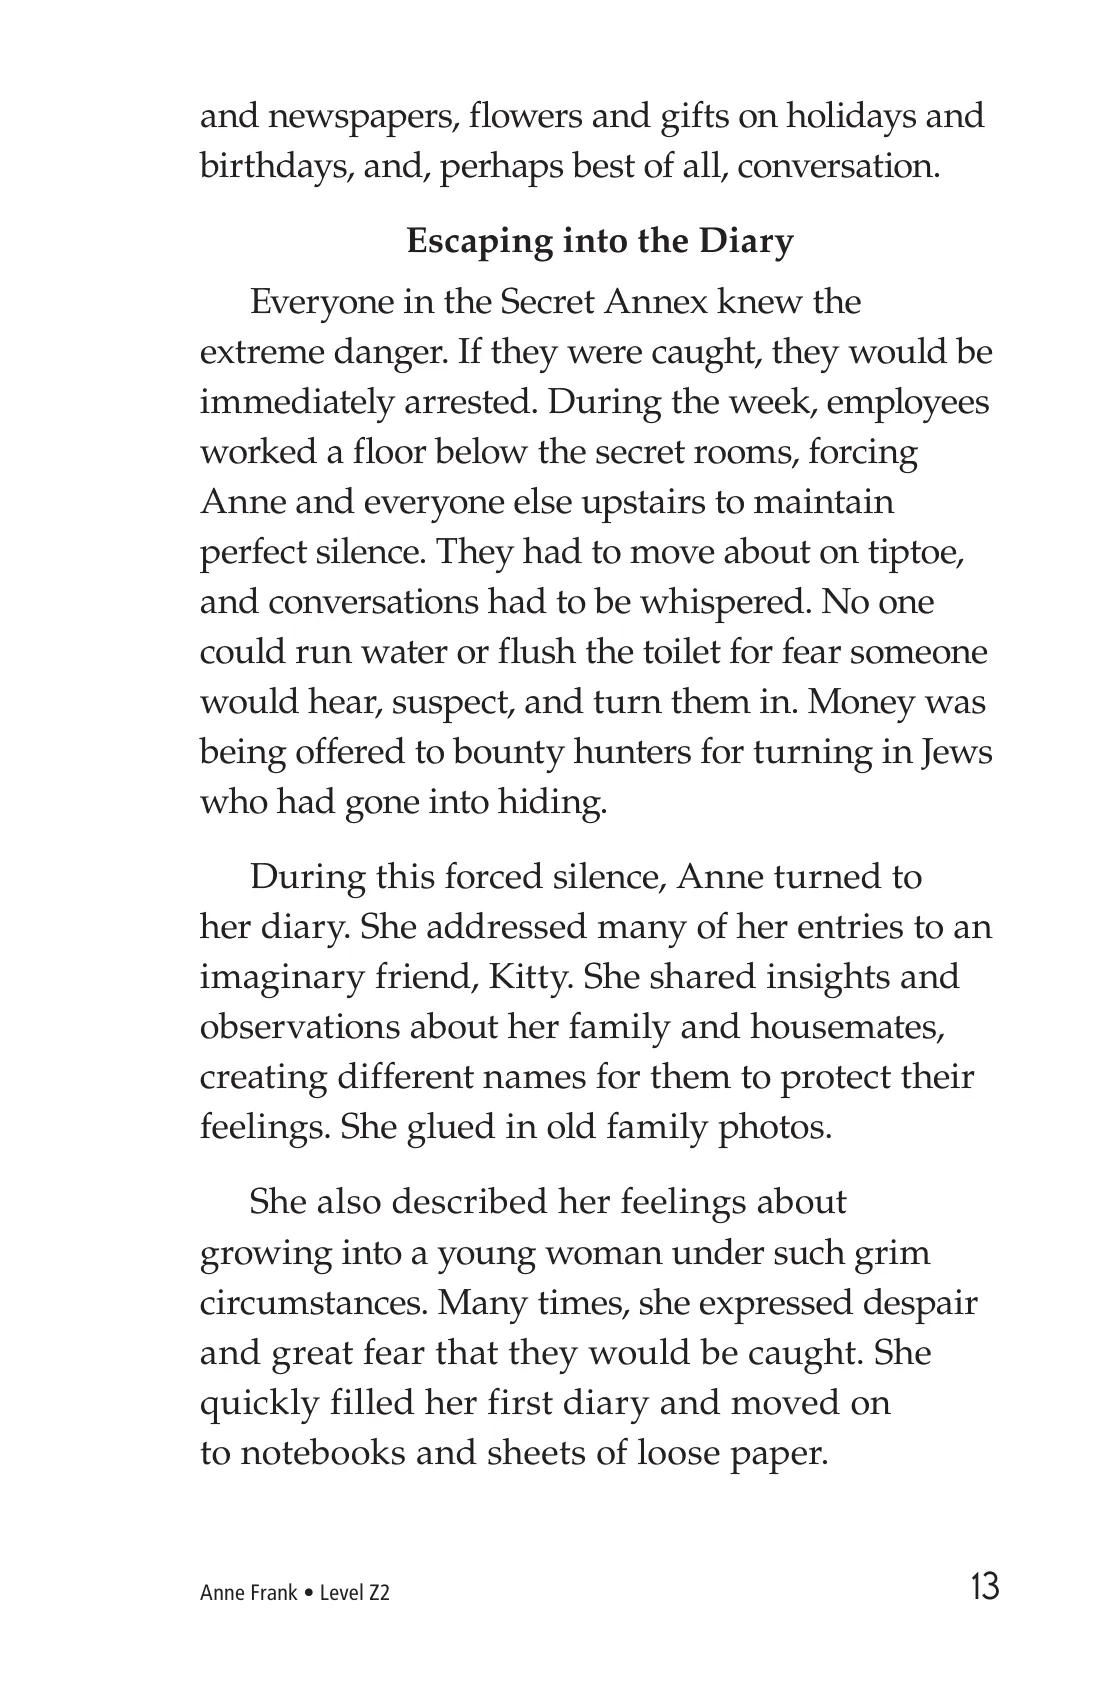 and newspapers, flowers and gifts on holidays and
birthdays, and, perhaps best of all, conversation.
Escaping into the Diary
Everyone in the Secret Annex knew the
extreme danger. If they were caught, they would be
immediately arrested. During the week, employees
worked a floor below the secret rooms, forcing
Anne and everyone else upstairs to maintain
perfect silence. They had to move about on tiptoe,
and conversations had to be whispered. No one
could run water or flush the toilet for fear someone
would hear, suspect, and turn them in. Money was
being offered to bounty hunters for turning in Jews
who had gone into hiding.
During this forced silence, Anne turned to
her diary. She addressed many of her entries to an
imaginary friend, Kitty. She shared insights and
observations about her family and housemates,
creating different names for them to protect their
feelings. She glued in old family photos.
She also described her feelings about
growing into a young woman under such grim
circumstances. Many times, she expressed despair
and great fear that they would be caught. She
quickly filled her first diary and moved on
to notebooks and sheets of loose paper.
Anne Frank • Level Z2
13